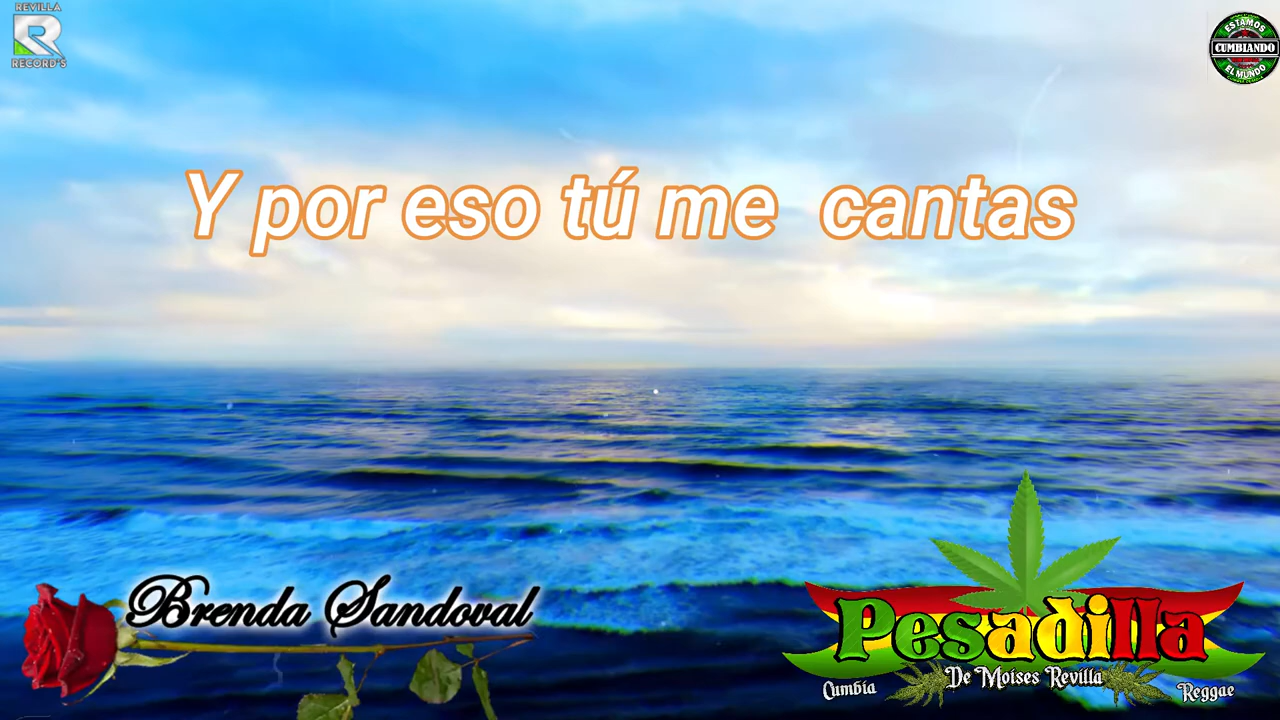 REVILLA
R
RECORD'S
ESTAMOS
CUMBIANDO
EL MUNDO
Y por eso tú me cantas
Brenda Sandoval
Pesadilla
De Moises Revilla
Cumbia
Reggae